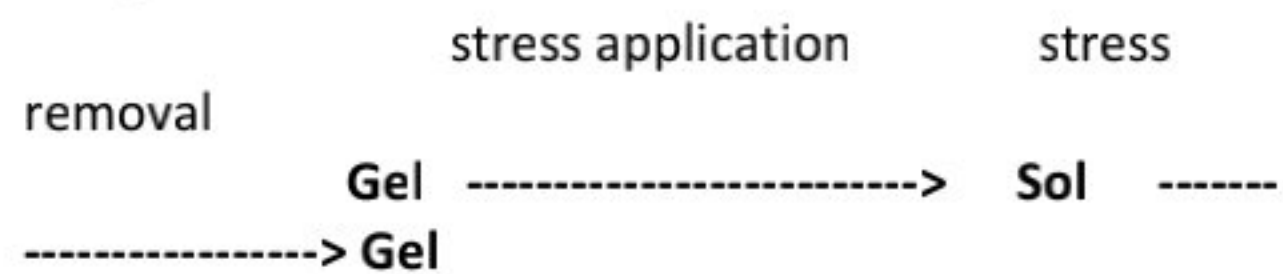 stress application stress
removal
Gel --------------------------> Sol -------
-----------------> Gel